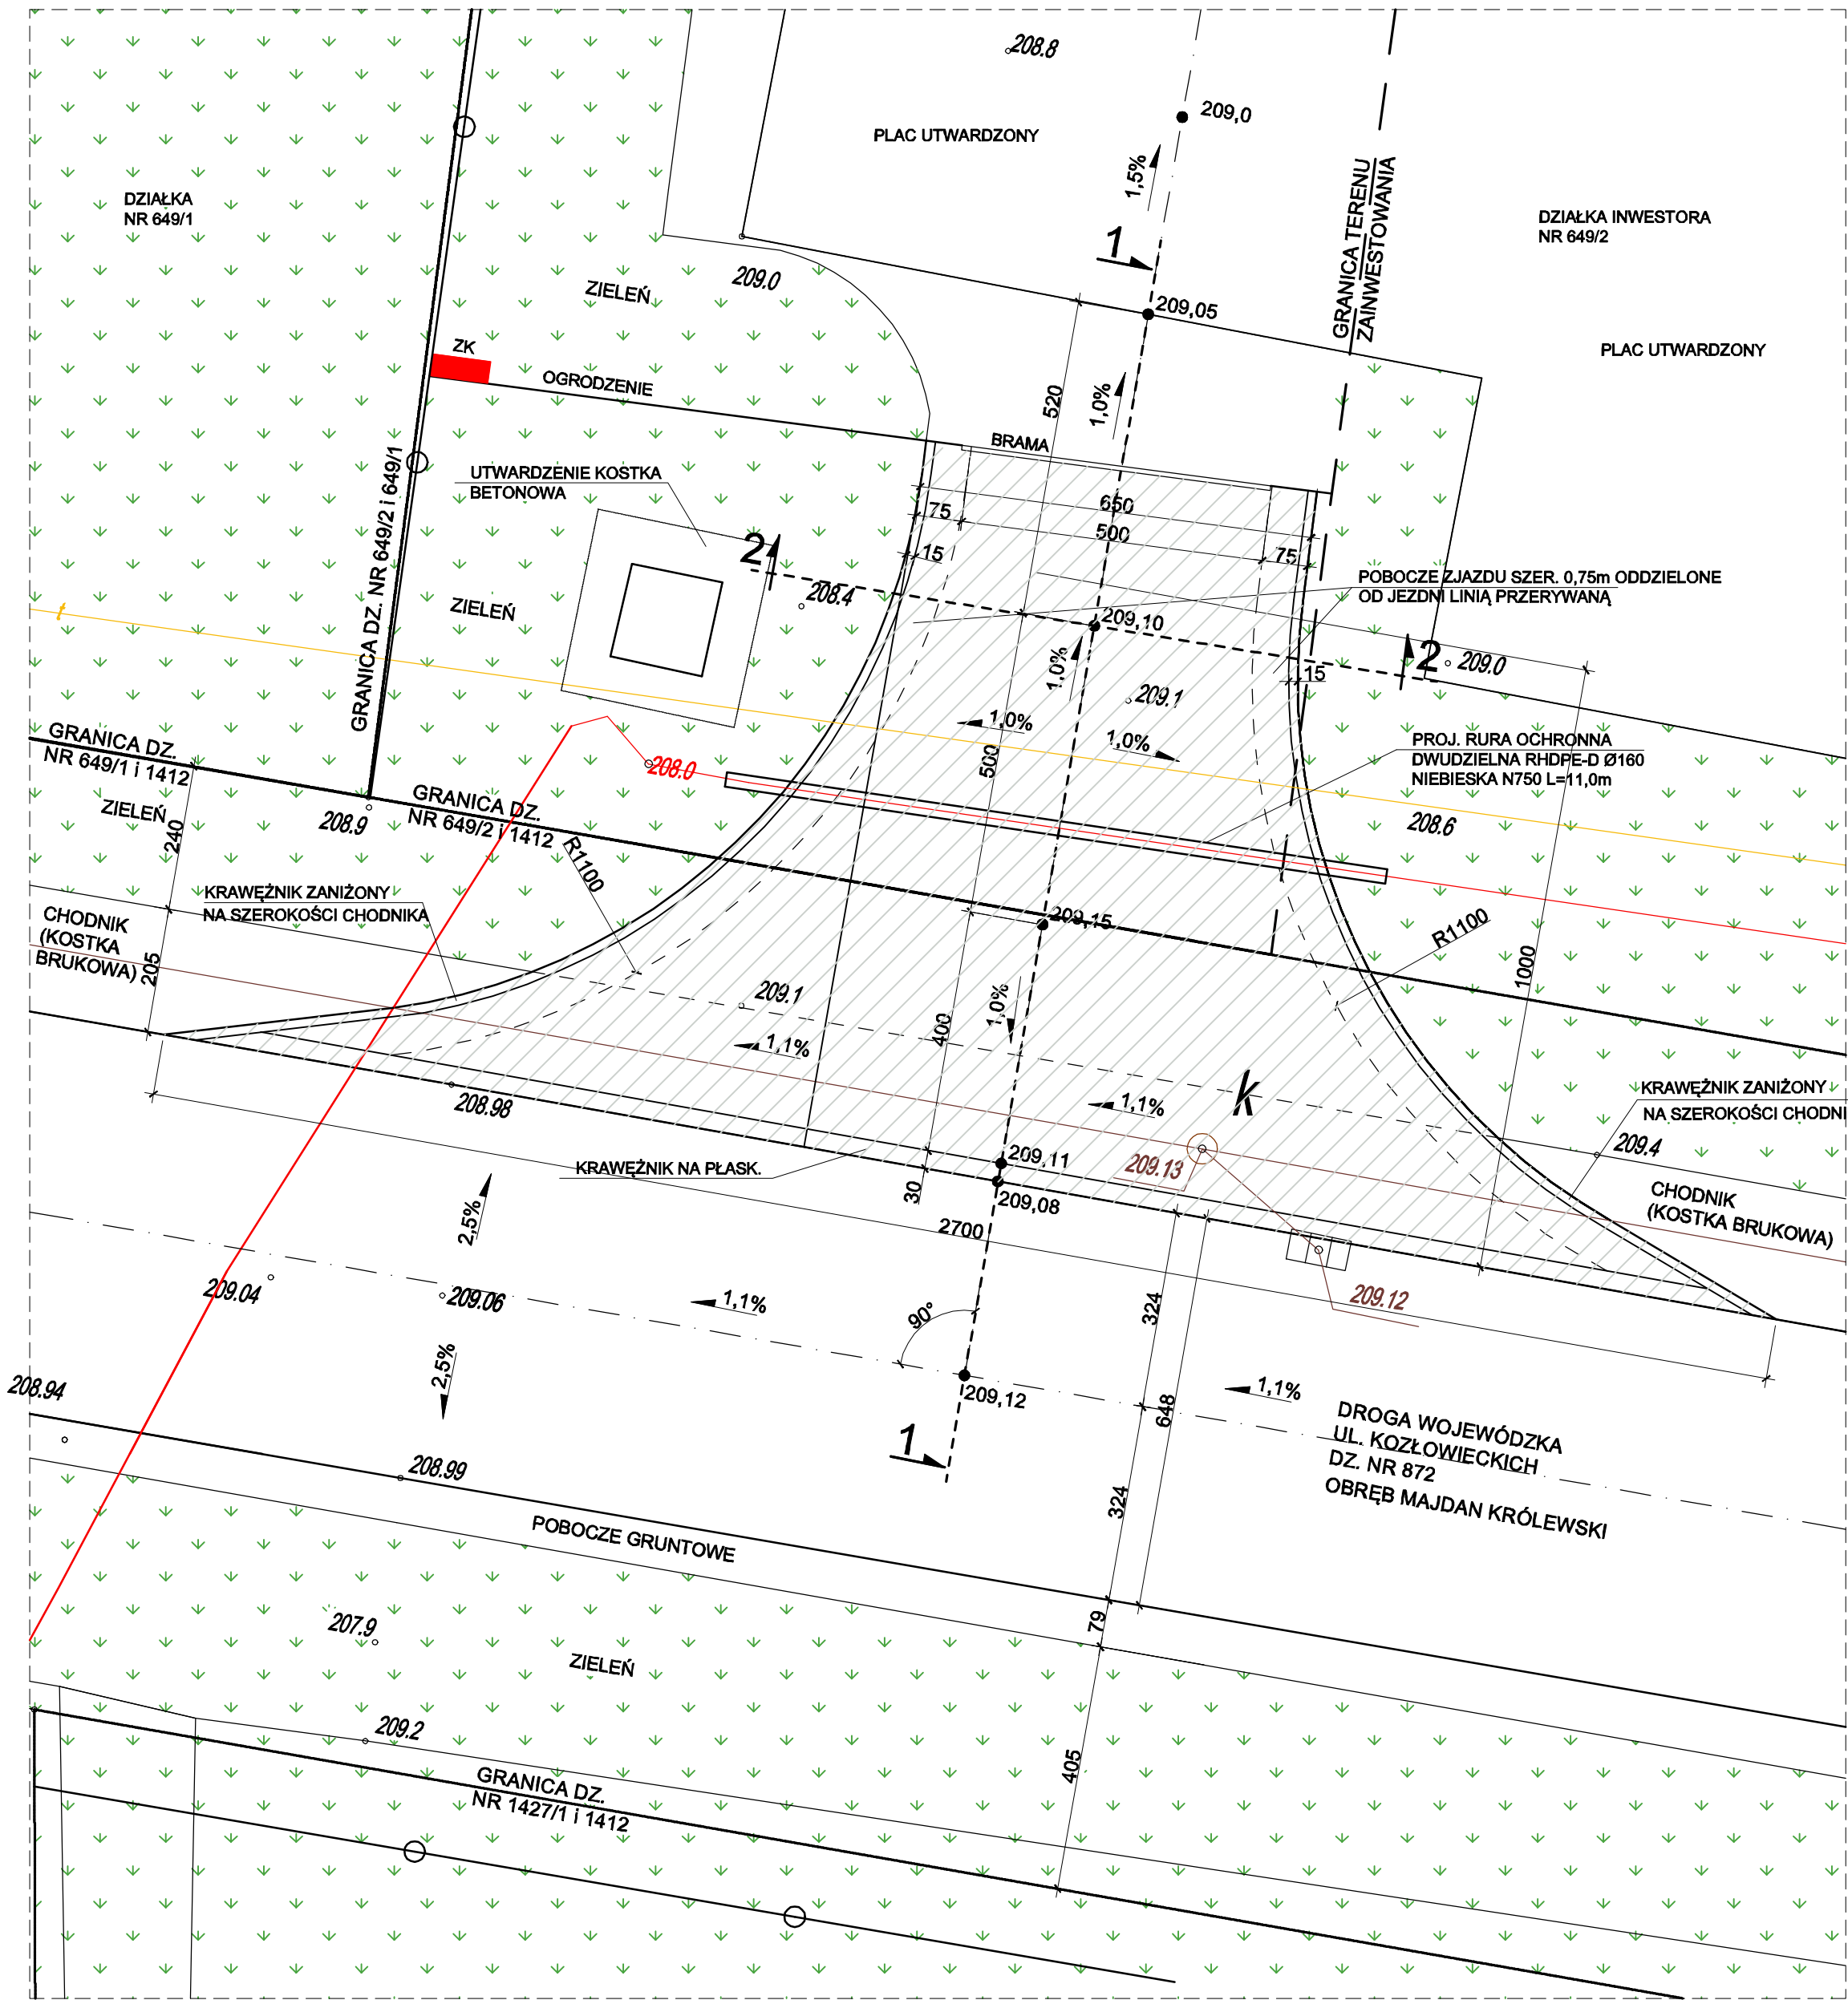 208.8
209,0
PLAC UTWARDZONY
1,5%
GRANICA TERENU
ZAINWESTOWANIA
DZIAŁKA
NR 649/1
DZIAŁKA INWESTORA
NR 649/2
1
ZIELEŃ
209.0
209,05
PLAC UTWARDZONY
ZK
OGRODZENIE
520
1,0%
BRAMA
GRANICA DZ. NR 649/2 i 649/1
UTWARDZENIE KOSTKA
BETONOWA
650
75
500
75
15
2
208.4
ZIELEŃ
t
POBOCZE ZJAZDU SZER. 0,75m ODDZIELONE
OD JEZDNI LINIĄ PRZERYWANĄ
209,10
1,0%
2
209.0
15
209.1
1,0%
1,0%
GRANICA DZ.
NR 649/1 i 1412
500
208.0
PROJ. RURA OCHRONNA
DWUDZIELNA RHDPE-D Ø160
NIEBIESKA N750 L=11,0m
ZIELEŃ
240
208.9
GRANICA DZ.
NR 649/2 i 1412
208.6
R1100
KRAWĘŻNIK ZANIŻONY
NA SZEROKOŚCI CHODNIKA
CHODNIK
(KOSTKA
BRUKOWA)
205
209,15
R1100
1000
209.1
1,0%
400
1,1%
k
1,1%
KRAWĘŻNIK ZANIŻONY
NA SZEROKOŚCI CHODNI
208.98
209.4
KRAWĘŻNIK NA PŁASK.
209,11
209.13
30
209,08
CHODNIK
(KOSTKA BRUKOWA)
2,5%
2700
209.04
209.06
1,1%
90°
324
209.12
2,5%
208.94
209,12
648
1,1%
1
DROGA WOJEWÓDZKA
UL. KOZŁOWIECKICH
DZ. NR 872
OBRĘB MAJDAN KRÓLEWSKI
208.99
324
POBOCZE GRUNTOWE
207.9
79
ZIELEŃ
209.2
405
GRANICA DZ.
NR 1427/1 i 1412